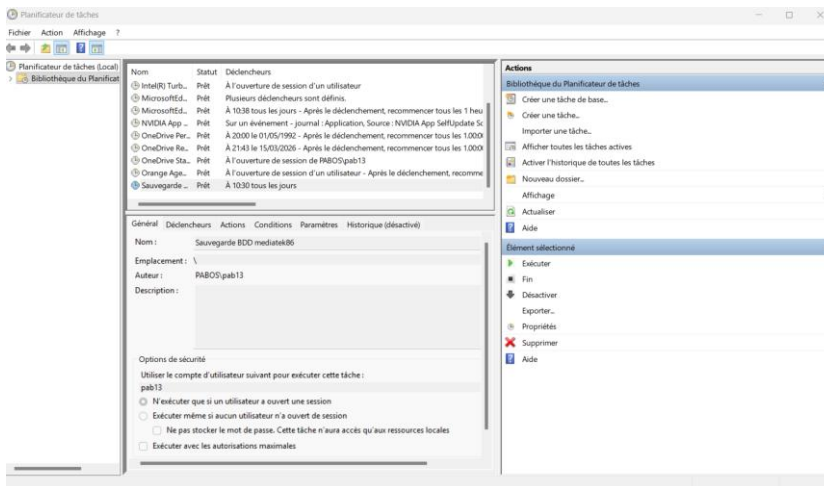 Planificateur de tâches
Fichier Action Affichage ?
Planificateur de tâches (Local)
Bibliothèque du Planificat
Nom Statut Déclencheurs
Intel(R) Turb... Prêt À l'ouverture de session d'un utilisateur
MicrosoftEd... Prêt Plusieurs déclencheurs sont définis.
MicrosoftEd... Prêt À 10:38 tous les jours - Après le déclenchement, recommencer tous les 1 heu
NVIDIA App ... Prêt Sur un événement - journal : Application, Source : NVIDIA App SelfUpdate Sc
OneDrive Per... Prêt À 20:00 le 01/05/1992 - Après le déclenchement, recommencer tous les 1.00:0
OneDrive Re... Prêt À 21:43 le 15/03/2026 - Après le déclenchement, recommencer tous les 1.00:0
OneDrive Sta... Prêt À l'ouverture de session de PABOS\pab13
Orange Age... Prêt À l'ouverture de session d'un utilisateur - Après le déclenchement, recomme
Sauvegarde ... Prêt À 10:30 tous les jours
Général Déclencheurs Actions Conditions Paramètres Historique (désactivé)
Nom : Sauvegarde BDD mediatek86
Emplacement : \
Auteur : PABOS\pab13
Description :
Options de sécurité
Utiliser le compte d'utilisateur suivant pour exécuter cette tâche :
pab13
N'exécuter que si un utilisateur a ouvert une session
Exécuter même si aucun utilisateur n'a ouvert de session
Ne pas stocker le mot de passe. Cette tâche n'aura accès qu'aux ressources locales
Exécuter avec les autorisations maximales
Actions
Bibliothèque du Planificateur de tâches
Créer une tâche de base...
Créer une tâche...
Importer une tâche...
Afficher toutes les tâches actives
Activer l'historique de toutes les tâches
Nouveau dossier...
Affichage
Actualiser
Aide
Élément sélectionné
Exécuter
Fin
Désactiver
Exporter...
Propriétés
Supprimer
Aide